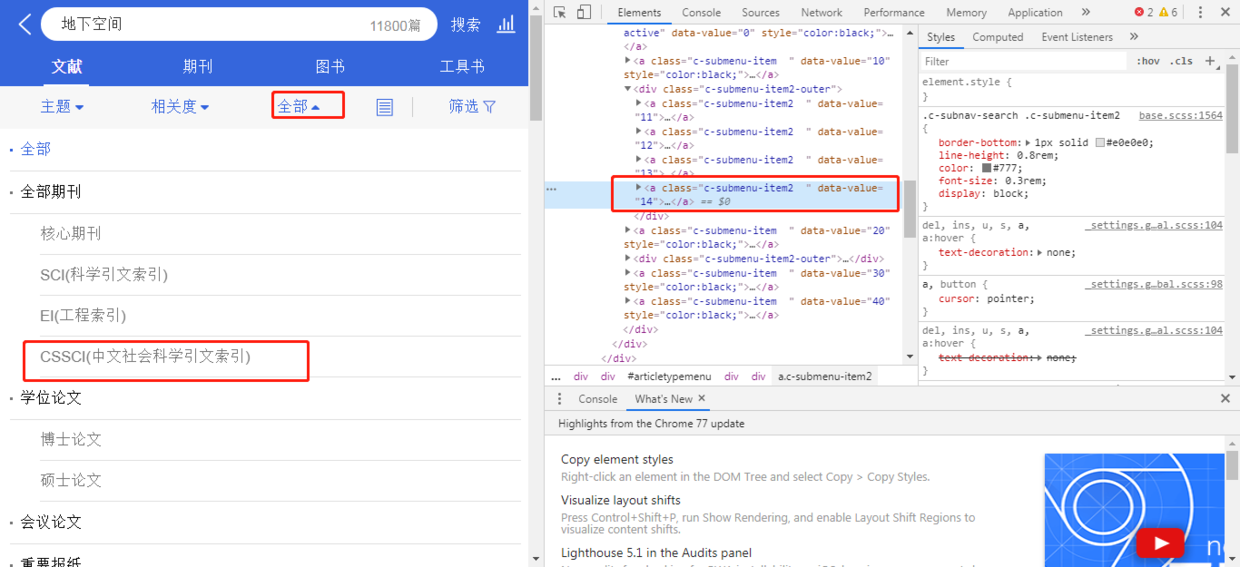 地下空间
11800篇
搜索
文献
期刊
图书
工具书
主题
相关度
全部
筛选
· 全部
· 全部期刊
核心期刊
SCI(科学引文索引)
EI(工程索引)
CSSCI(中文社会科学引文索引)
· 学位论文
博士论文
硕士论文
· 会议论文
· 重要报纸
Elements
Console
Sources
Network
Performance
Memory
Application
»
2
6
active" data-value="0" style="color:black;">…
</a>
<a class="c-submenu-item  " data-value="10"
style="color:black;">…</a>
<div class="c-submenu-item2-outer">
<a class="c-submenu-item2  " data-value=
"11">…</a>
<a class="c-submenu-item2  " data-value=
"12">…</a>
<a class="c-submenu-item2  " data-value=
"13">…</a>
<a class="c-submenu-item2  " data-value=
"14">…</a> == $0
</div>
<a class="c-submenu-item  " data-value="20"
style="color:black;">…</a>
<div class="c-submenu-item2-outer">…</div>
<a class="c-submenu-item  " data-value="30"
style="color:black;">…</a>
<a class="c-submenu-item  " data-value="40"
style="color:black;">…</a>
</div>
</div>
</div>
… div div #articletypemenu div div a.c-submenu-item2
Styles
Computed
Event Listeners
»
Filter
:hov .cls +
element.style {
}
.c-subnav-search .c-submenu-item2 base.scss:1564
{
border-bottom: 1px solid #e0e0e0;
line-height: 0.8rem;
color: #777;
font-size: 0.3rem;
display: block;
}
del, ins, u, s, a, _settings.g…al.scss:104
a:hover {
text-decoration: none;
}
a, button { _settings.g…bal.scss:98
cursor: pointer;
}
del, ins, u, s, a, _settings.g…al.scss:104
a:hover {
text-decoration: none;
}
Console
What's New
Highlights from the Chrome 77 update
Copy element styles
Right-click an element in the DOM Tree and select Copy > Copy Styles.
Visualize layout shifts
Press Control+Shift+P, run Show Rendering, and enable Layout Shift Regions to
visualize content shifts.
Lighthouse 5.1 in the Audits panel